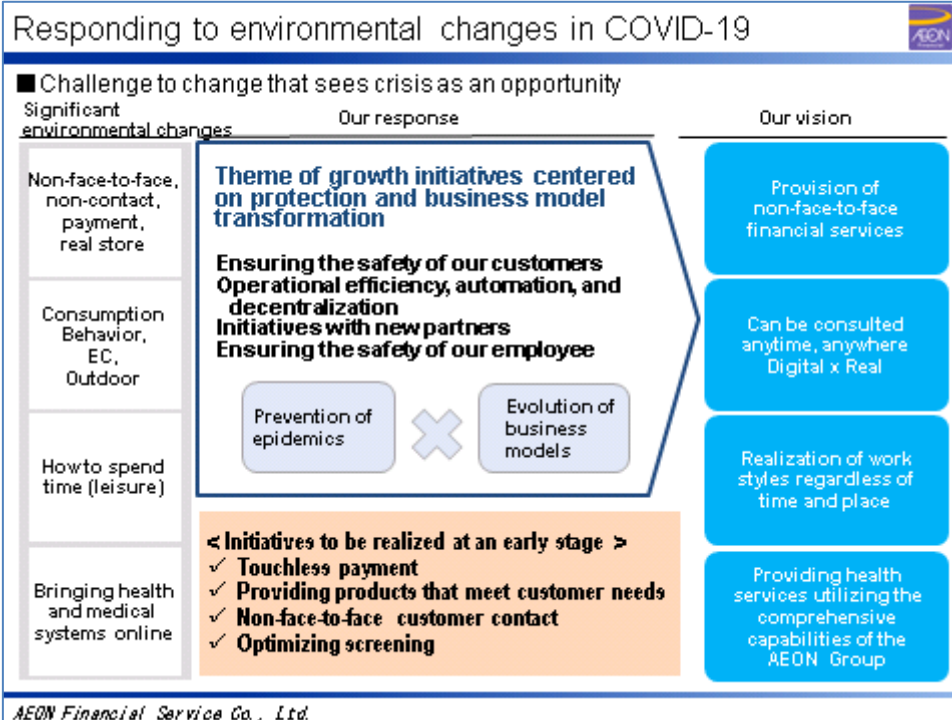 Responding to environmental changes in COVID-19
AEON
Financial
■ Challenge to change that sees crisis as an opportunity
Significant
environmental changes
Our response
Our vision
Non-face-to-face,
non-contact,
payment,
real store
Consumption
Behavior,
EC,
Outdoor
How to spend
time (leisure)
Bringing health
and medical
systems online
Theme of growth initiatives centered
on protection and business model
transformation
Ensuring the safety of our customers
Operational efficiency, automation, and
decentralization
Initiatives with new partners
Ensuring the safety of our employee
Prevention of
epidemics
Evolution of
business
models
< Initiatives to be realized at an early stage >
✓ Touchless payment
✓ Providing products that meet customer needs
✓ Non-face-to-face customer contact
✓ Optimizing screening
Provision of
non-face-to-face
financial services
Can be consulted
anytime, anywhere
Digital x Real
Realization of work
styles regardless of
time and place
Providing health
services utilizing the
comprehensive
capabilities of the
AEON Group
AEON Financial Service Co., Ltd.